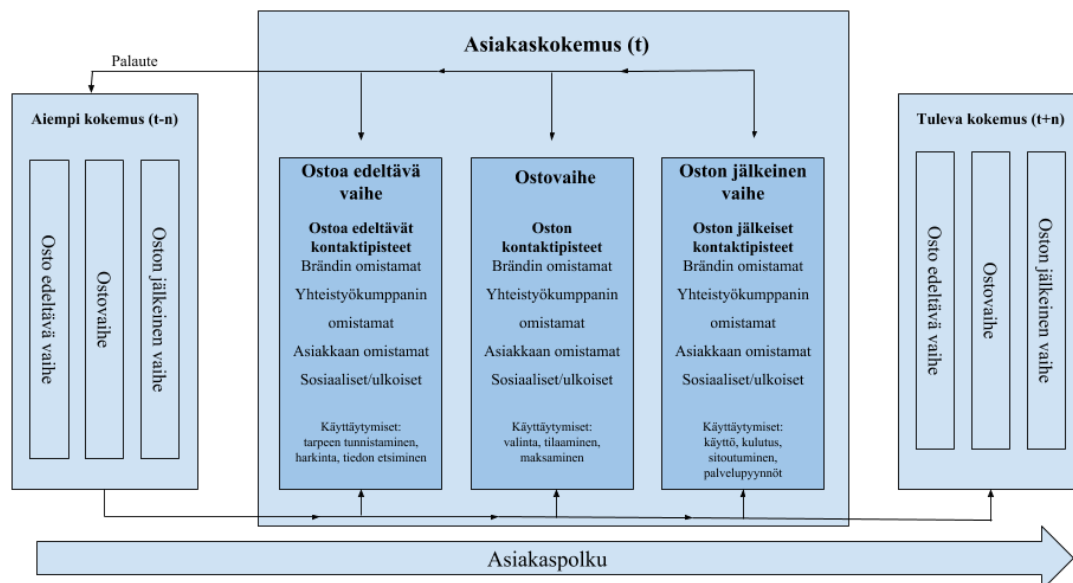 Asiakaskokemus (t)
Palaute
Aiempi kokemus (t-n)
Osto edeltävä vaihe
Ostovaihe
Oston jälkeinen vaihe
Ostoa edeltävä
vaihe
Ostoa edeltävät
kontaktipisteet
Brändin omistamat
Yhteistyökumppanin
omistamat
Asiakkaan omistamat
Sosiaaliset/ulkoiset
Käyttäytymiset:
tarpeen tunnistaminen,
harkinta, tiedon etsiminen
Ostovaihe
Oston
kontaktipisteet
Brändin omistamat
Yhteistyökumppanin
omistamat
Asiakkaan omistamat
Sosiaaliset/ulkoiset
Käyttäytymiset:
valinta, tilaaminen,
maksaminen
Oston jälkeinen
vaihe
Oston jälkeiset
kontaktipisteet
Brändin omistamat
Yhteistyökumppanin
omistamat
Asiakkaan omistamat
Sosiaaliset/ulkoiset
Käyttäytymiset:
käyttö, kulutus,
sitoutuminen,
palvelupyynnöt
Tuleva kokemus (t+n)
Osto edeltävä vaihe
Ostovaihe
Oston jälkeinen vaihe
Asiakaspolku